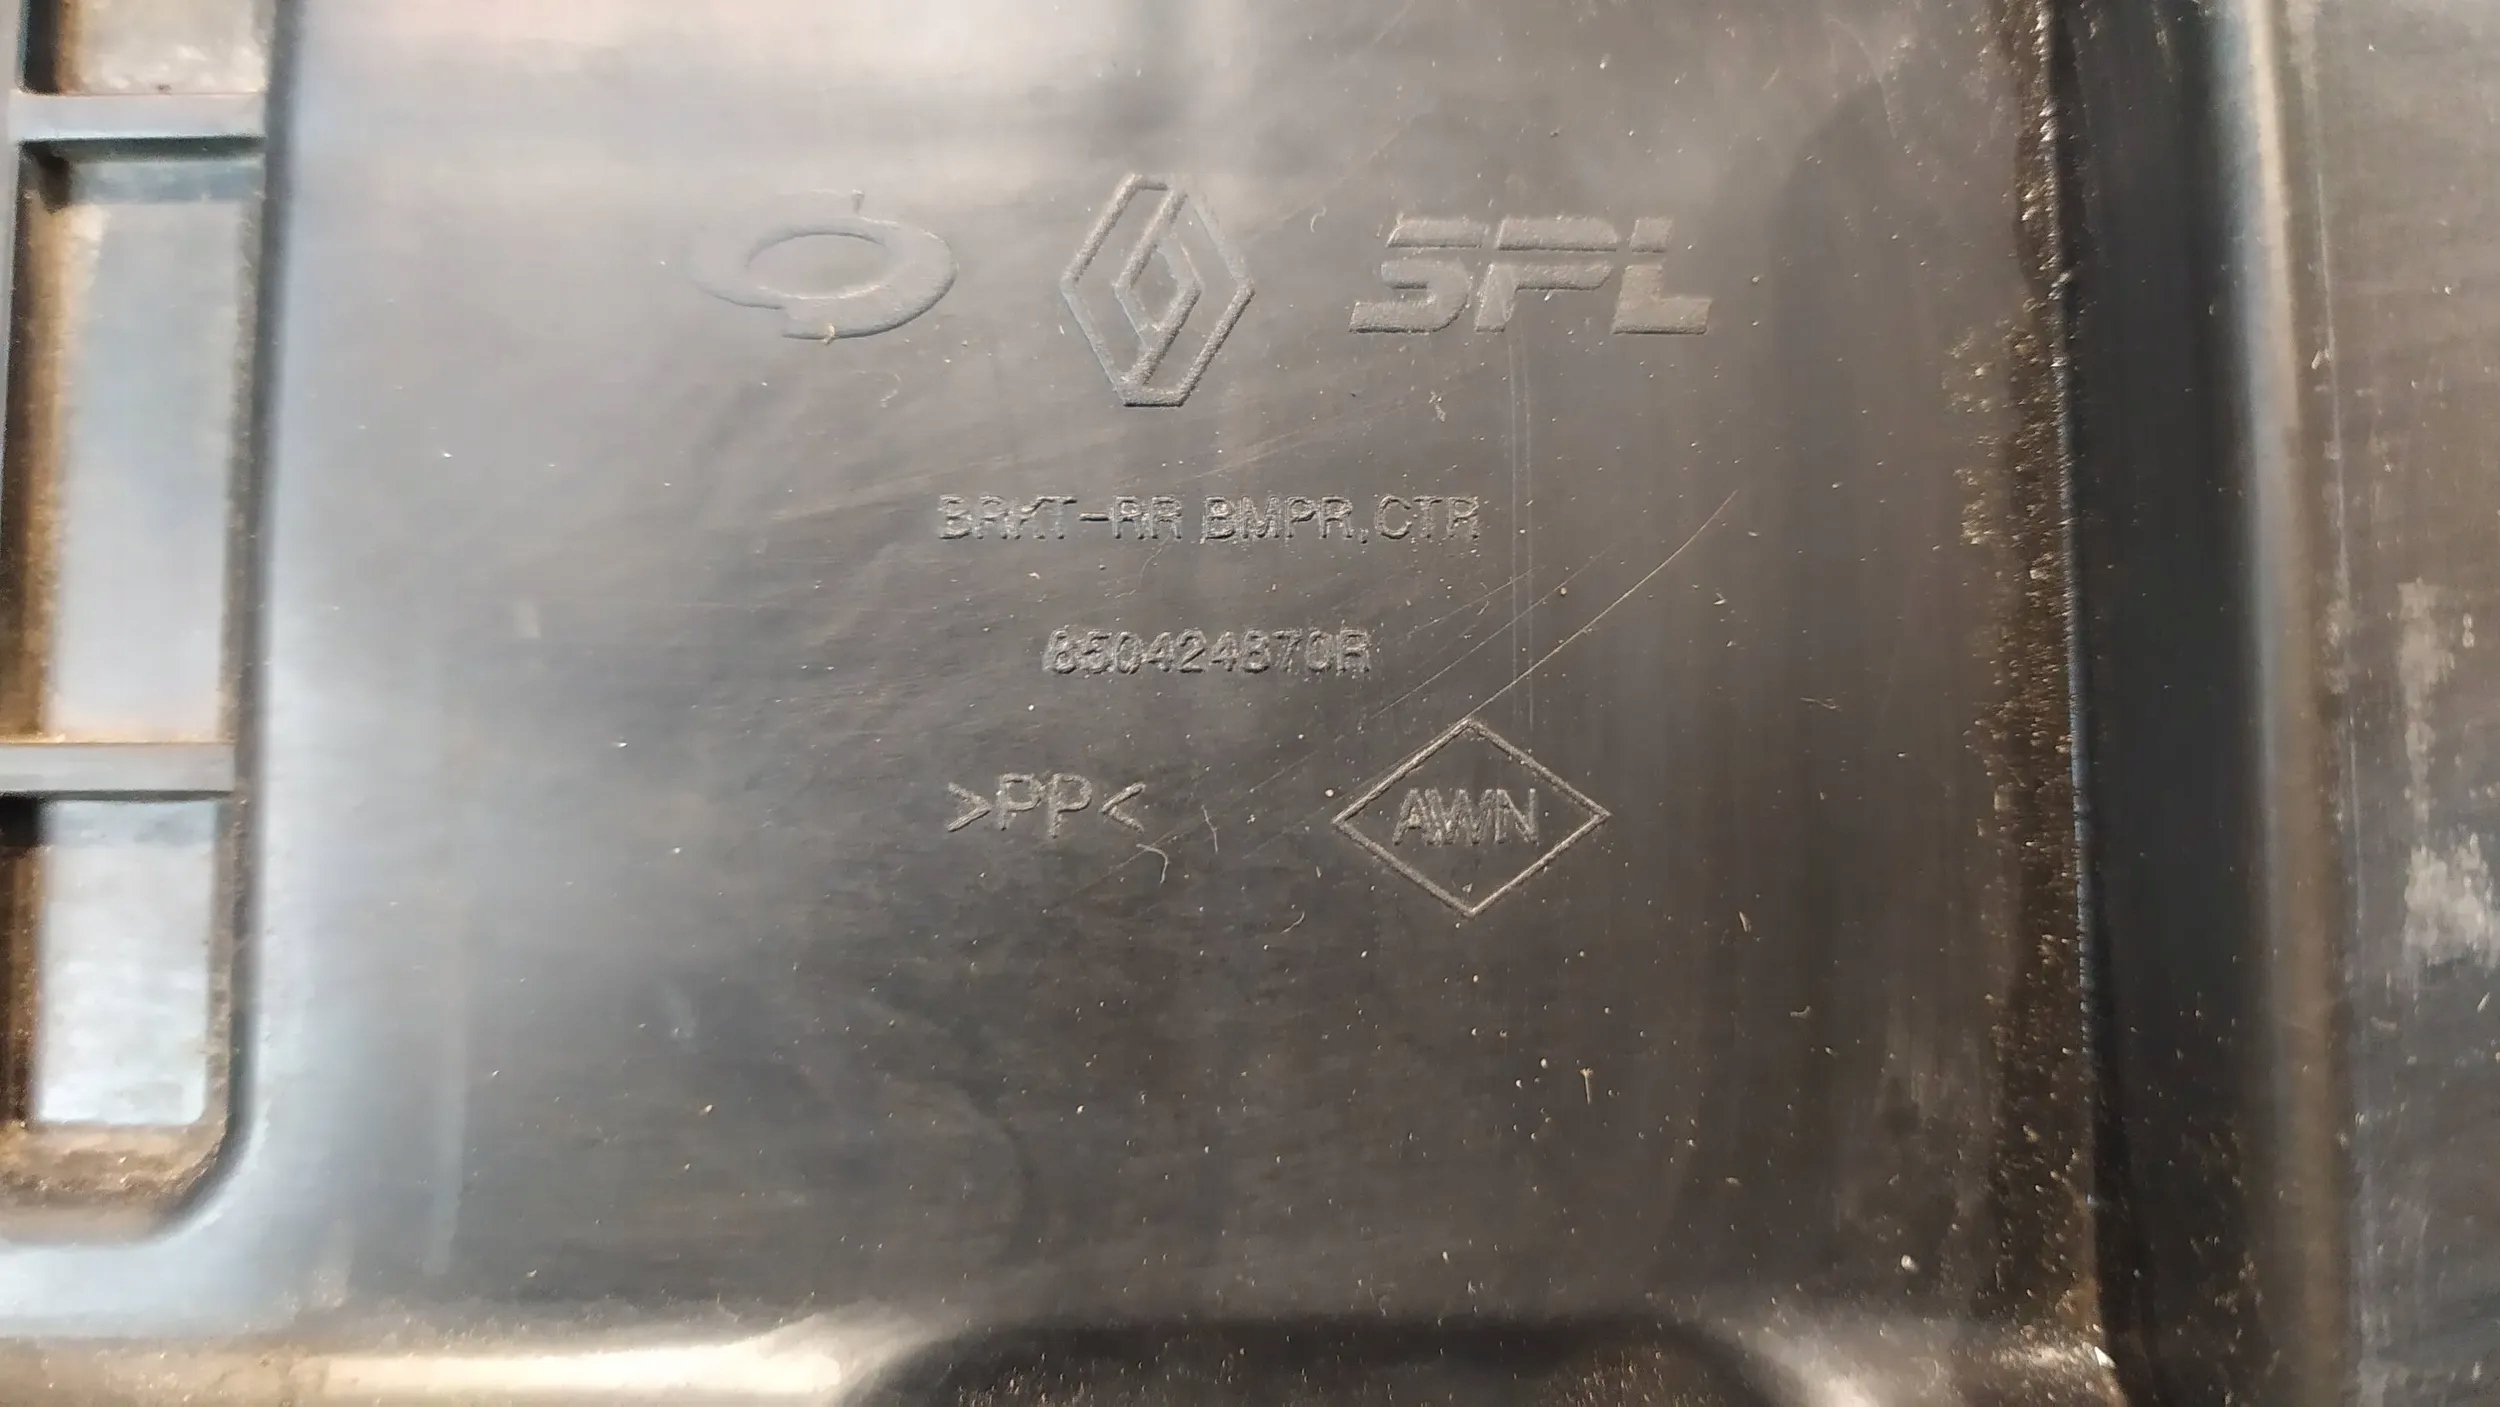 SPL
BRKT-RR BMPR,CTR
850424870R
>PP<
AWN